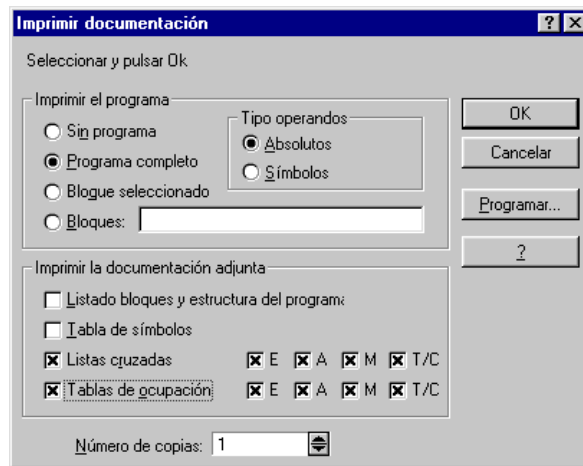 Imprimir documentación
Seleccionar y pulsar Ok
Imprimir el programa
Sin programa
Programa completo
Blogue seleccionado
Bloques:
Tipo operandos
Absolutos
Símbolos
OK
Cancelar
Programar...
?
Imprimir la documentación adjunta
Listado bloques y estructura del programa
Tabla de símbolos
Listas cruzadas E A M T/C
Tablas de ocupación E A M T/C
Número de copias: 1